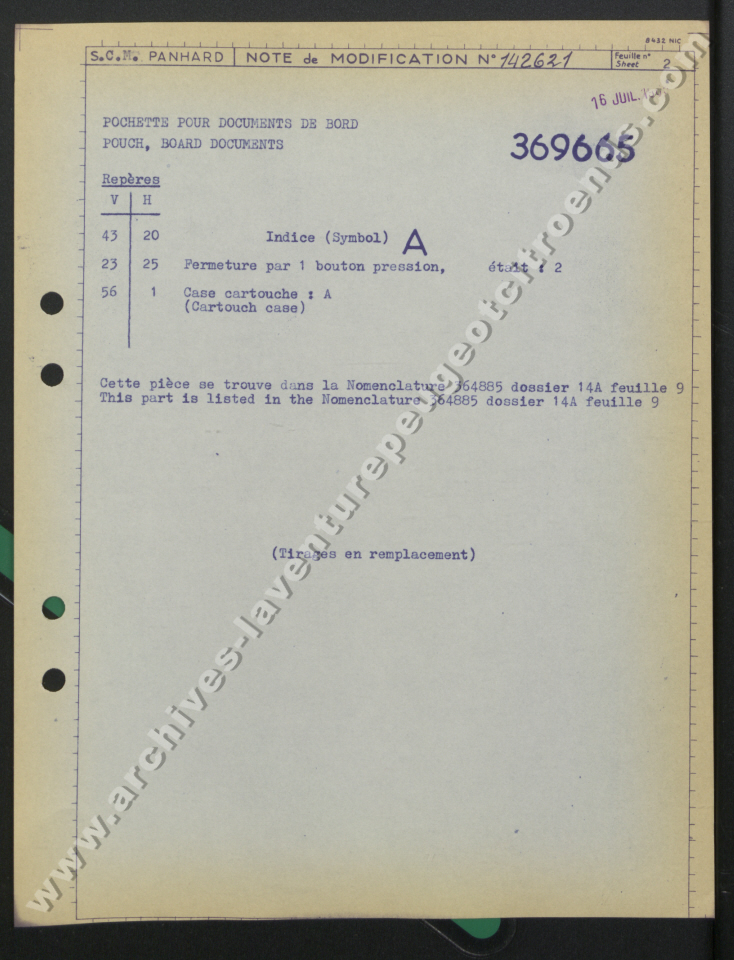 8432 NIC
S.C.M. PANHARD | NOTE de MODIFICATION N° 142621
Feuille n°
Sheet 2
16 JUIL.
POCHETTE POUR DOCUMENTS DE BORD
POUCH, BOARD DOCUMENTS
369665
Repères
V H
43 20 Indice (Symbol) A
23 25 Fermeture par 1 bouton pression, était : 2
56 1 Case cartouche : A
(Cartouch case)
Cette pièce se trouve dans la Nomenclature 364885 dossier 14A feuille 9
This part is listed in the Nomenclature 364885 dossier 14A feuille 9
(Tirages en remplacement)
www.archives-laventurepeugeotcitroends.com